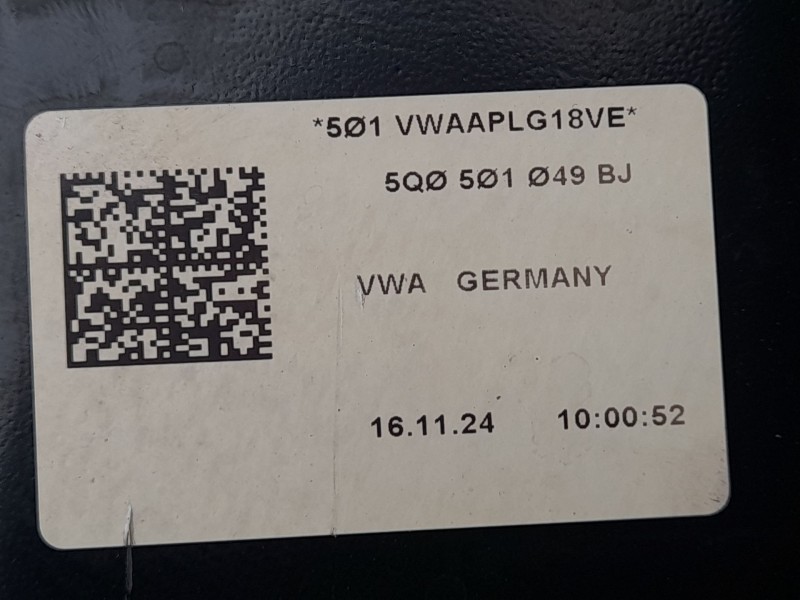 *5Ø1 VWAAPLG18VE*
5QØ 5Ø1 Ø49 BJ
VWA GERMANY
16.11.24 10:00:52